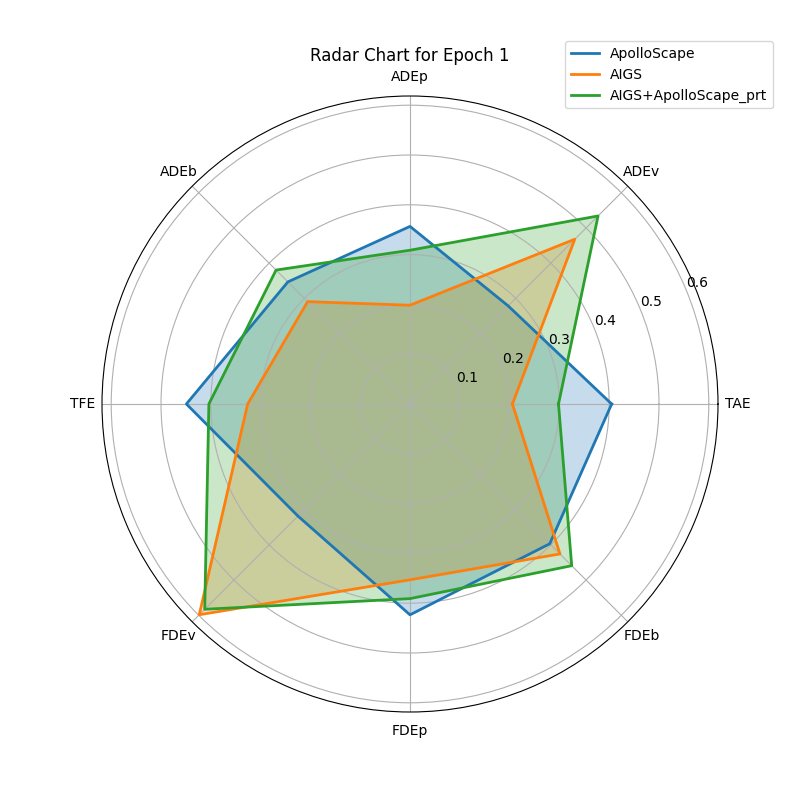 Radar Chart for Epoch 1
ApolloScape
AIGS
AIGS+ApolloScape_prt
ADEp
ADEb
ADEv
0.6
0.5
0.4
0.3
0.2
0.1
TFE
TAE
FDEv
FDEb
FDEp